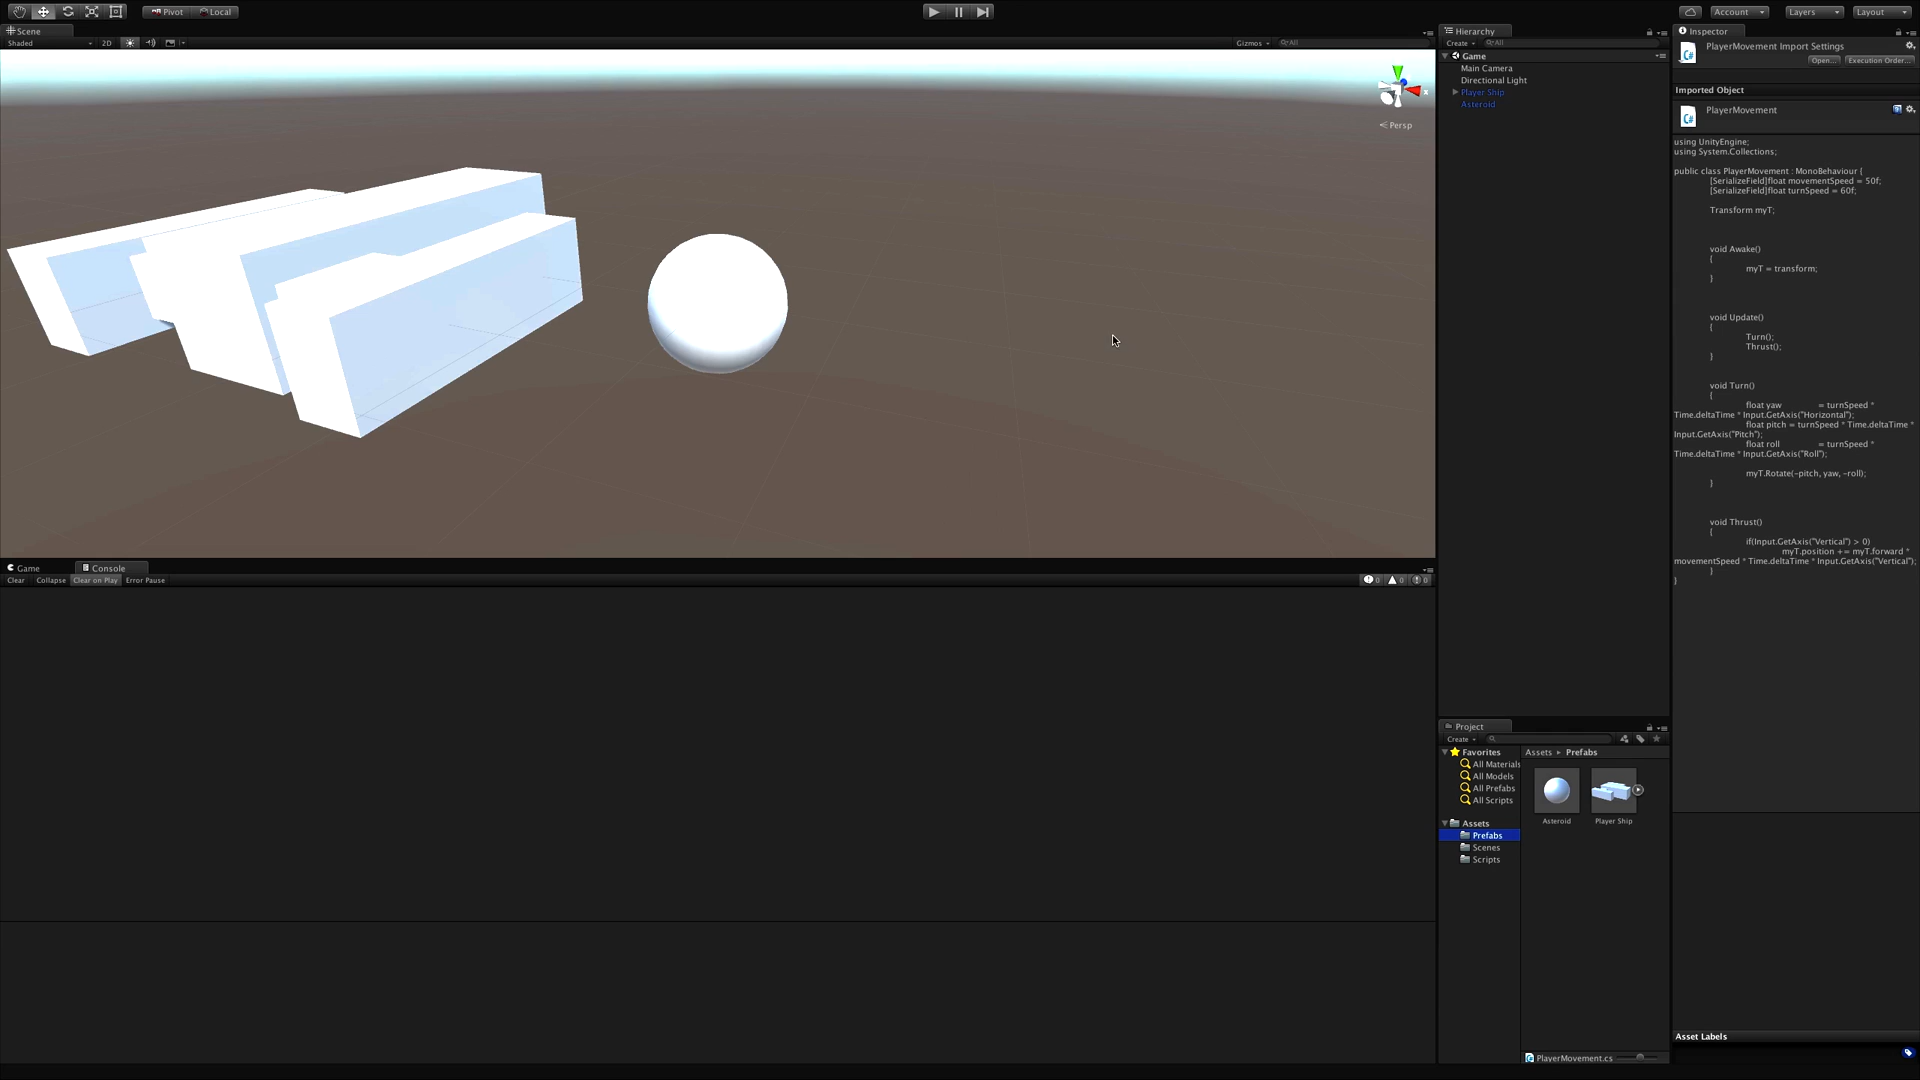 Pivot
Local
Account
Layers
Layout
Scene
Shaded
2D
Gizmos
All
Persp
Hierarchy
Create
All
Game
Main Camera
Directional Light
Player Ship
Asteroid
Inspector
PlayerMovement Import Settings
Open...
Execution Order...
Imported Object
PlayerMovement
using UnityEngine;
using System.Collections;
public class PlayerMovement : MonoBehaviour {
[SerializeField]float movementSpeed = 50f;
[SerializeField]float turnSpeed = 60f;
Transform myT;
void Awake()
{
myT = transform;
}
void Update()
{
Turn();
Thrust();
}
void Turn()
{
float yaw = turnSpeed *
Time.deltaTime * Input.GetAxis("Horizontal");
float pitch = turnSpeed * Time.deltaTime *
Input.GetAxis("Pitch");
float roll = turnSpeed *
Time.deltaTime * Input.GetAxis("Roll");
myT.Rotate(-pitch, yaw, -roll);
}
void Thrust()
{
if(Input.GetAxis("Vertical") > 0)
myT.position += myT.forward *
movementSpeed * Time.deltaTime * Input.GetAxis("Vertical");
}
}
Game
Console
Clear
Collapse
Clear on Play
Error Pause
0
0
0
Project
Create
Favorites
All Materials
All Models
All Prefabs
All Scripts
Assets
Prefabs
Scenes
Scripts
Assets ▸ Prefabs
Asteroid
Player Ship
PlayerMovement.cs
Asset Labels